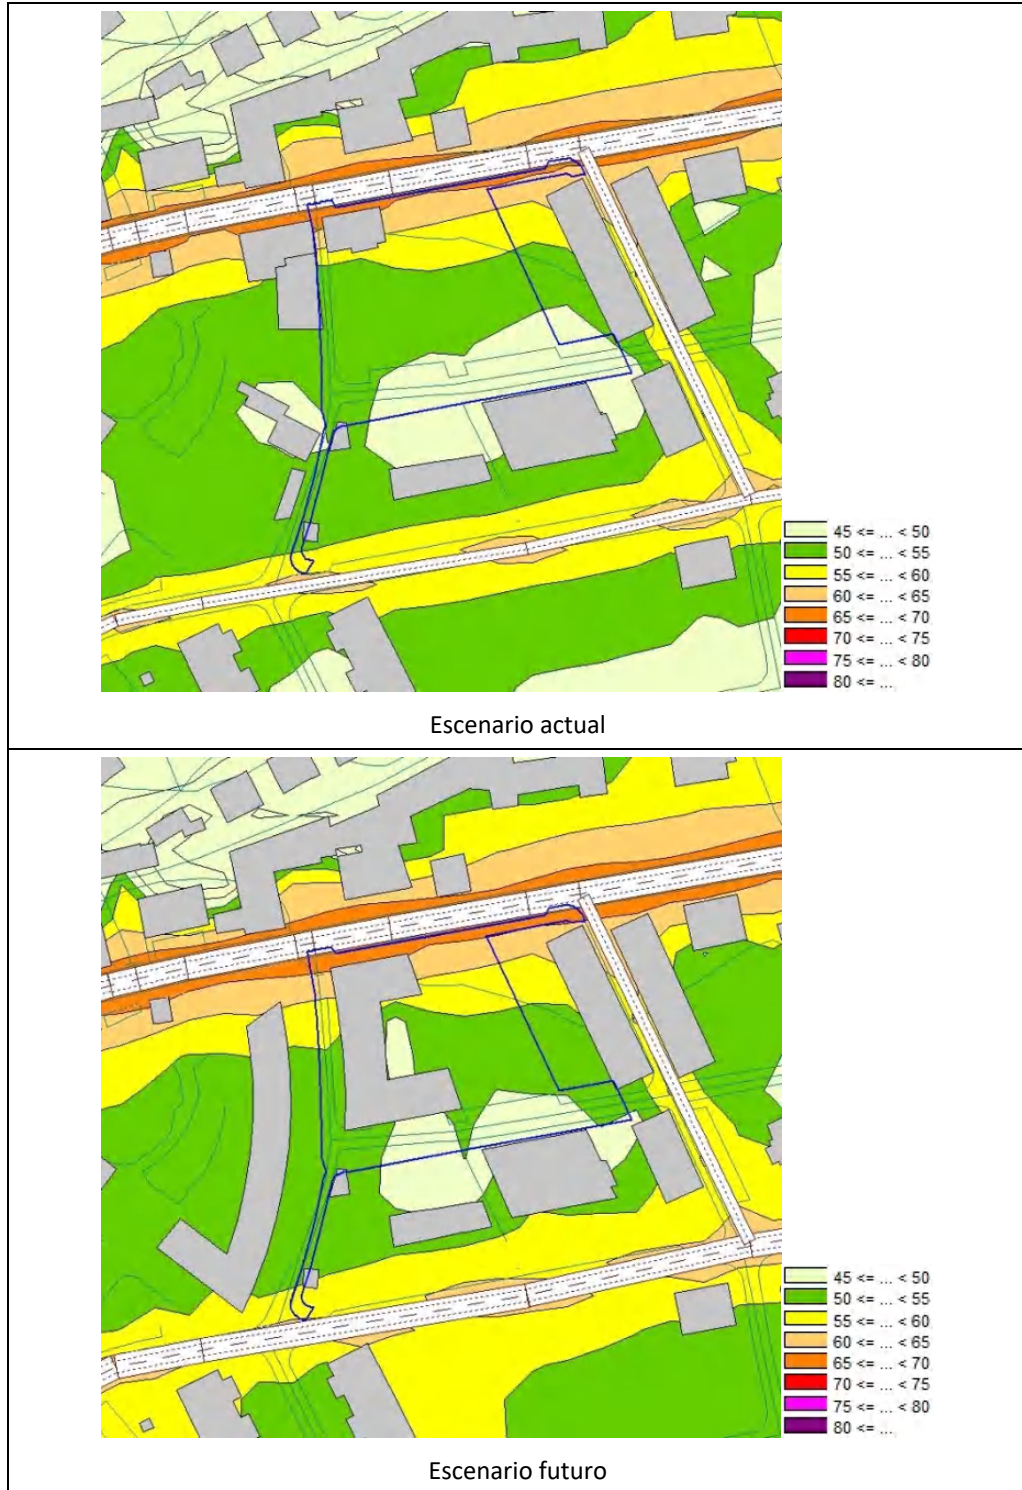 45 <= ... < 50
50 <= ... < 55
55 <= ... < 60
60 <= ... < 65
65 <= ... < 70
70 <= ... < 75
75 <= ... < 80
80 <= ...
Escenario actual
45 <= ... < 50
50 <= ... < 55
55 <= ... < 60
60 <= ... < 65
65 <= ... < 70
70 <= ... < 75
75 <= ... < 80
80 <= ...
Escenario futuro